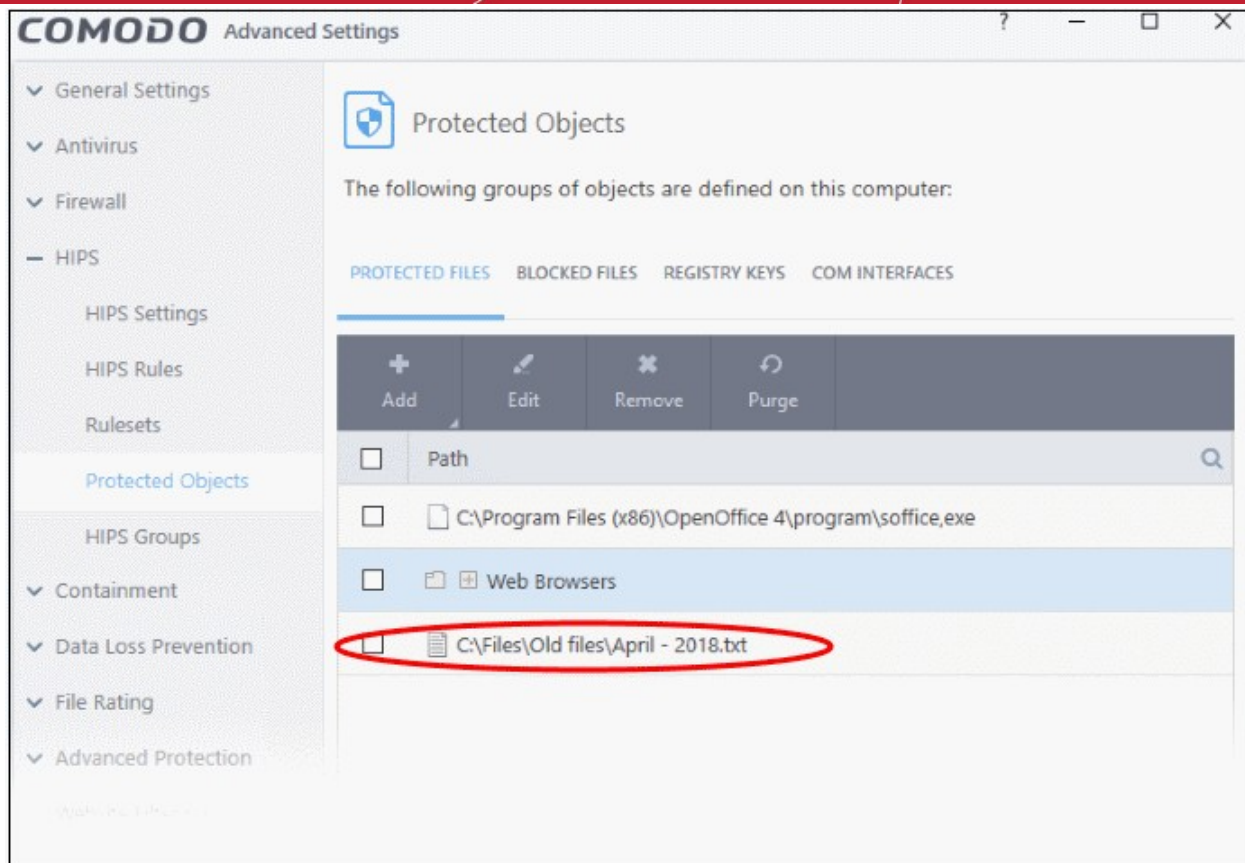 COMODO Advanced Settings ?
General Settings
Antivirus
Firewall
HIPS
HIPS Settings
HIPS Rules
Rulesets
Protected Objects
HIPS Groups
Containment
Data Loss Prevention
File Rating
Advanced Protection
Protected Objects
The following groups of objects are defined on this computer:
PROTECTED FILES BLOCKED FILES REGISTRY KEYS COM INTERFACES
Add Edit Remove Purge
Path
C:\Program Files (x86)\OpenOffice 4\program\soffice,exe
Web Browsers
C:\Files\Old files\April - 2018.txt